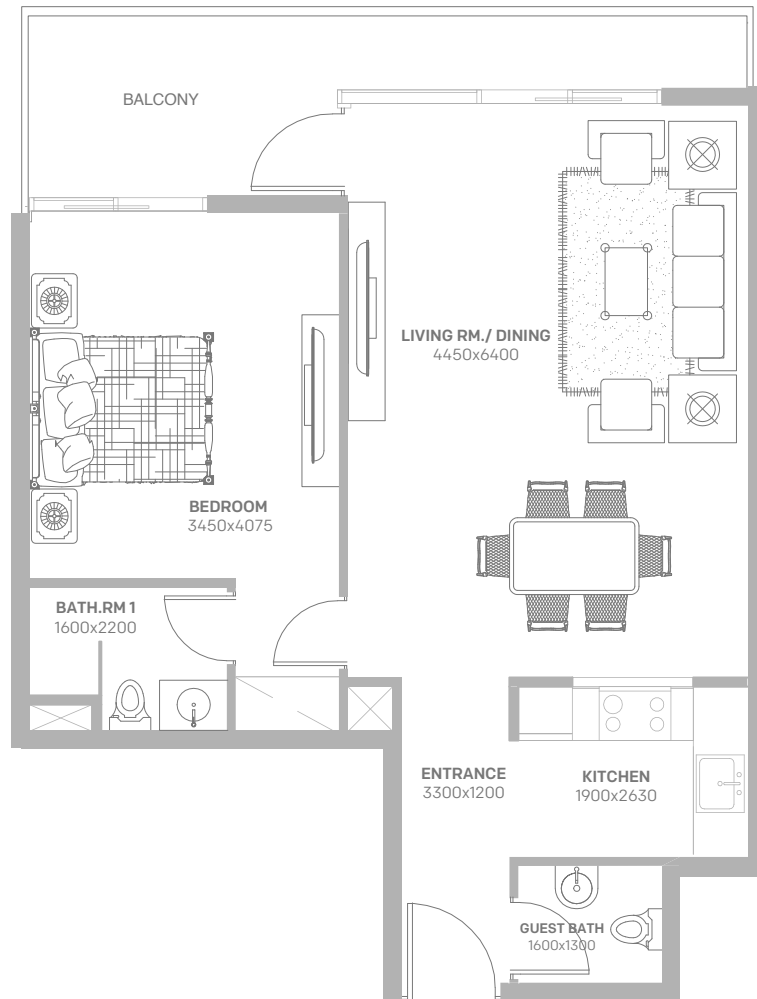 BALCONY
LIVING RM./ DINING
4450x6400
BEDROOM
3450x4075
BATH.RM 1
1600x2200
ENTRANCE
3300x1200
KITCHEN
1900x2630
GUEST BATH
1600x1300